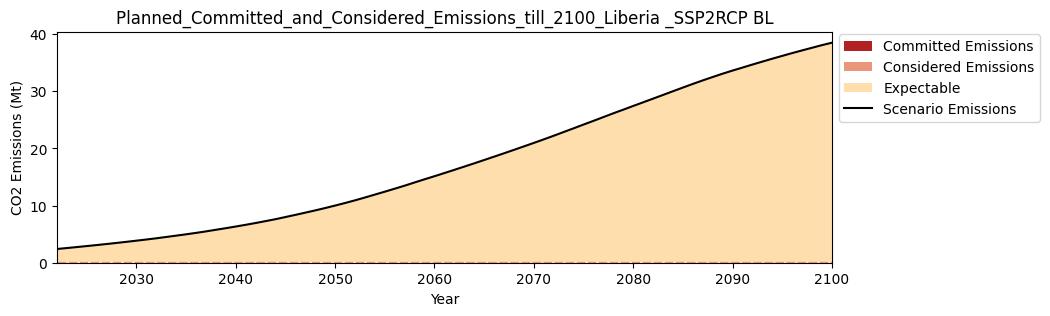 Planned_Committed_and_Considered_Emissions_till_2100_Liberia _SSP2RCP BL
CO2 Emissions (Mt)
40
30
20
10
0
2030 2040 2050 2060 2070 2080 2090 2100
Year
Committed Emissions
Considered Emissions
Expectable
Scenario Emissions